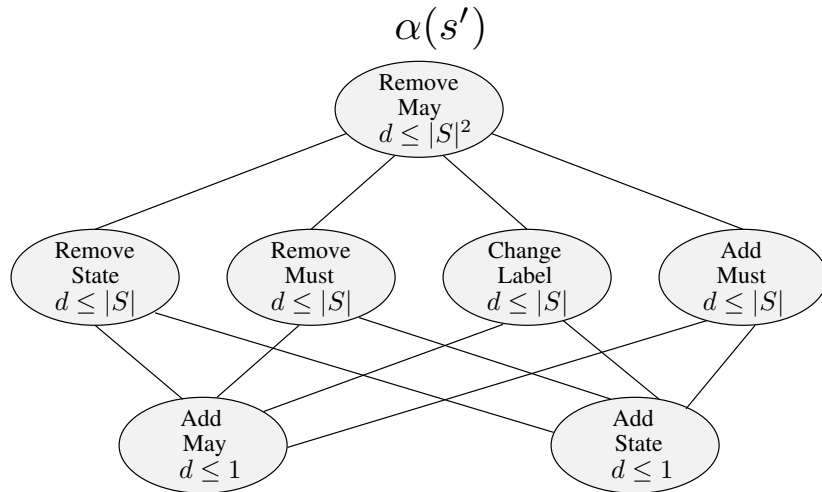 α(s′)
Remove
May
d ≤ |S|²
Remove
State
d ≤ |S|
Remove
Must
d ≤ |S|
Change
Label
d ≤ |S|
Add
Must
d ≤ |S|
Add
May
d ≤ 1
Add
State
d ≤ 1